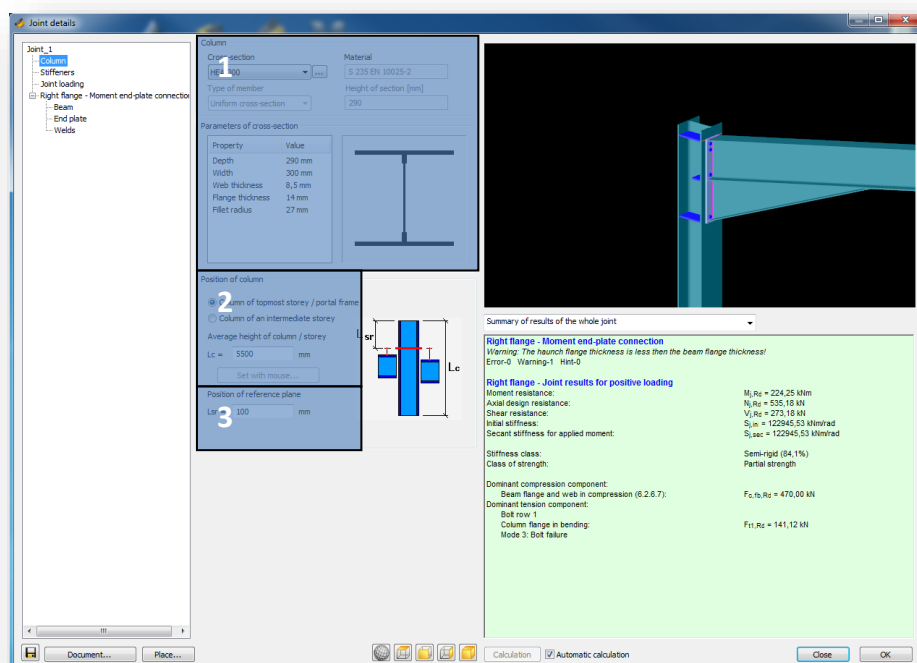 Joint details
Joint_1
Column
Stiffeners
Joint loading
Right flange - Moment end-plate connection
Beam
End plate
Welds
Column
Cross-section
Material
1
S 235 EN 10025-2
Type of member
Height of section [mm]
Uniform cross-section
290
Parameters of cross-section
Property Value
Depth 290 mm
Width 300 mm
Web thickness 8,5 mm
Flange thickness 14 mm
Fillet radius 27 mm
Position of column
2
Column of topmost storey / portal frame
Column of an intermediate storey
Average height of column / storey
Lc = 5500 mm
Set with mouse...
Position of reference plane
3
Lsr = 100 mm
Lsr
Lc
Summary of results of the whole joint
Right flange - Moment end-plate connection
Warning: The haunch flange thickness is less then the beam flange thickness!
Error-0 Warning-1 Hint-0
Right flange - Joint results for positive loading
Moment resistance: Mj,Rd = 224,25 kNm
Axial design resistance: Nj,Rd = 535,18 kN
Shear resistance: Vj,Rd = 273,18 kN
Initial stiffness: Sj,ini = 122945,53 kNm/rad
Secant stiffness for applied moment: Sj,sec = 122945,53 kNm/rad
Stiffness class: Semi-rigid (84,1%)
Class of strength: Partial strength
Dominant compression component:
Beam flange and web in compression (6.2.6.7): Fc,fb,Rd = 470,00 kN
Dominant tension component:
Bolt row 1
Column flange in bending: Ft1,Rd = 141,12 kN
Mode 3: Bolt failure
Document...
Place...
Calculation
Automatic calculation
Close
OK